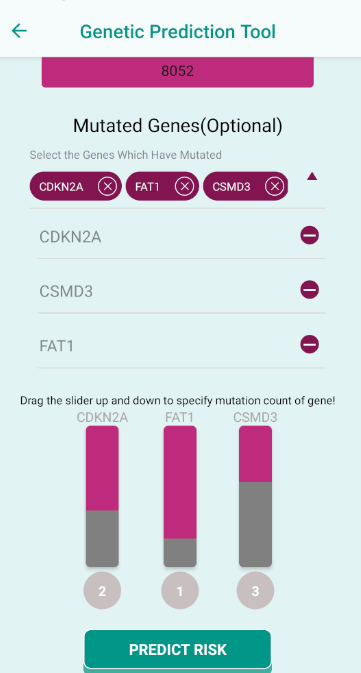 Genetic Prediction Tool
8052
Mutated Genes(Optional)
Select the Genes Which Have Mutated
CDKN2A FAT1 CSMD3
CDKN2A
CSMD3
FAT1
Drag the slider up and down to specify mutation count of gene!
CDKN2A FAT1 CSMD3
2 1 3
PREDICT RISK